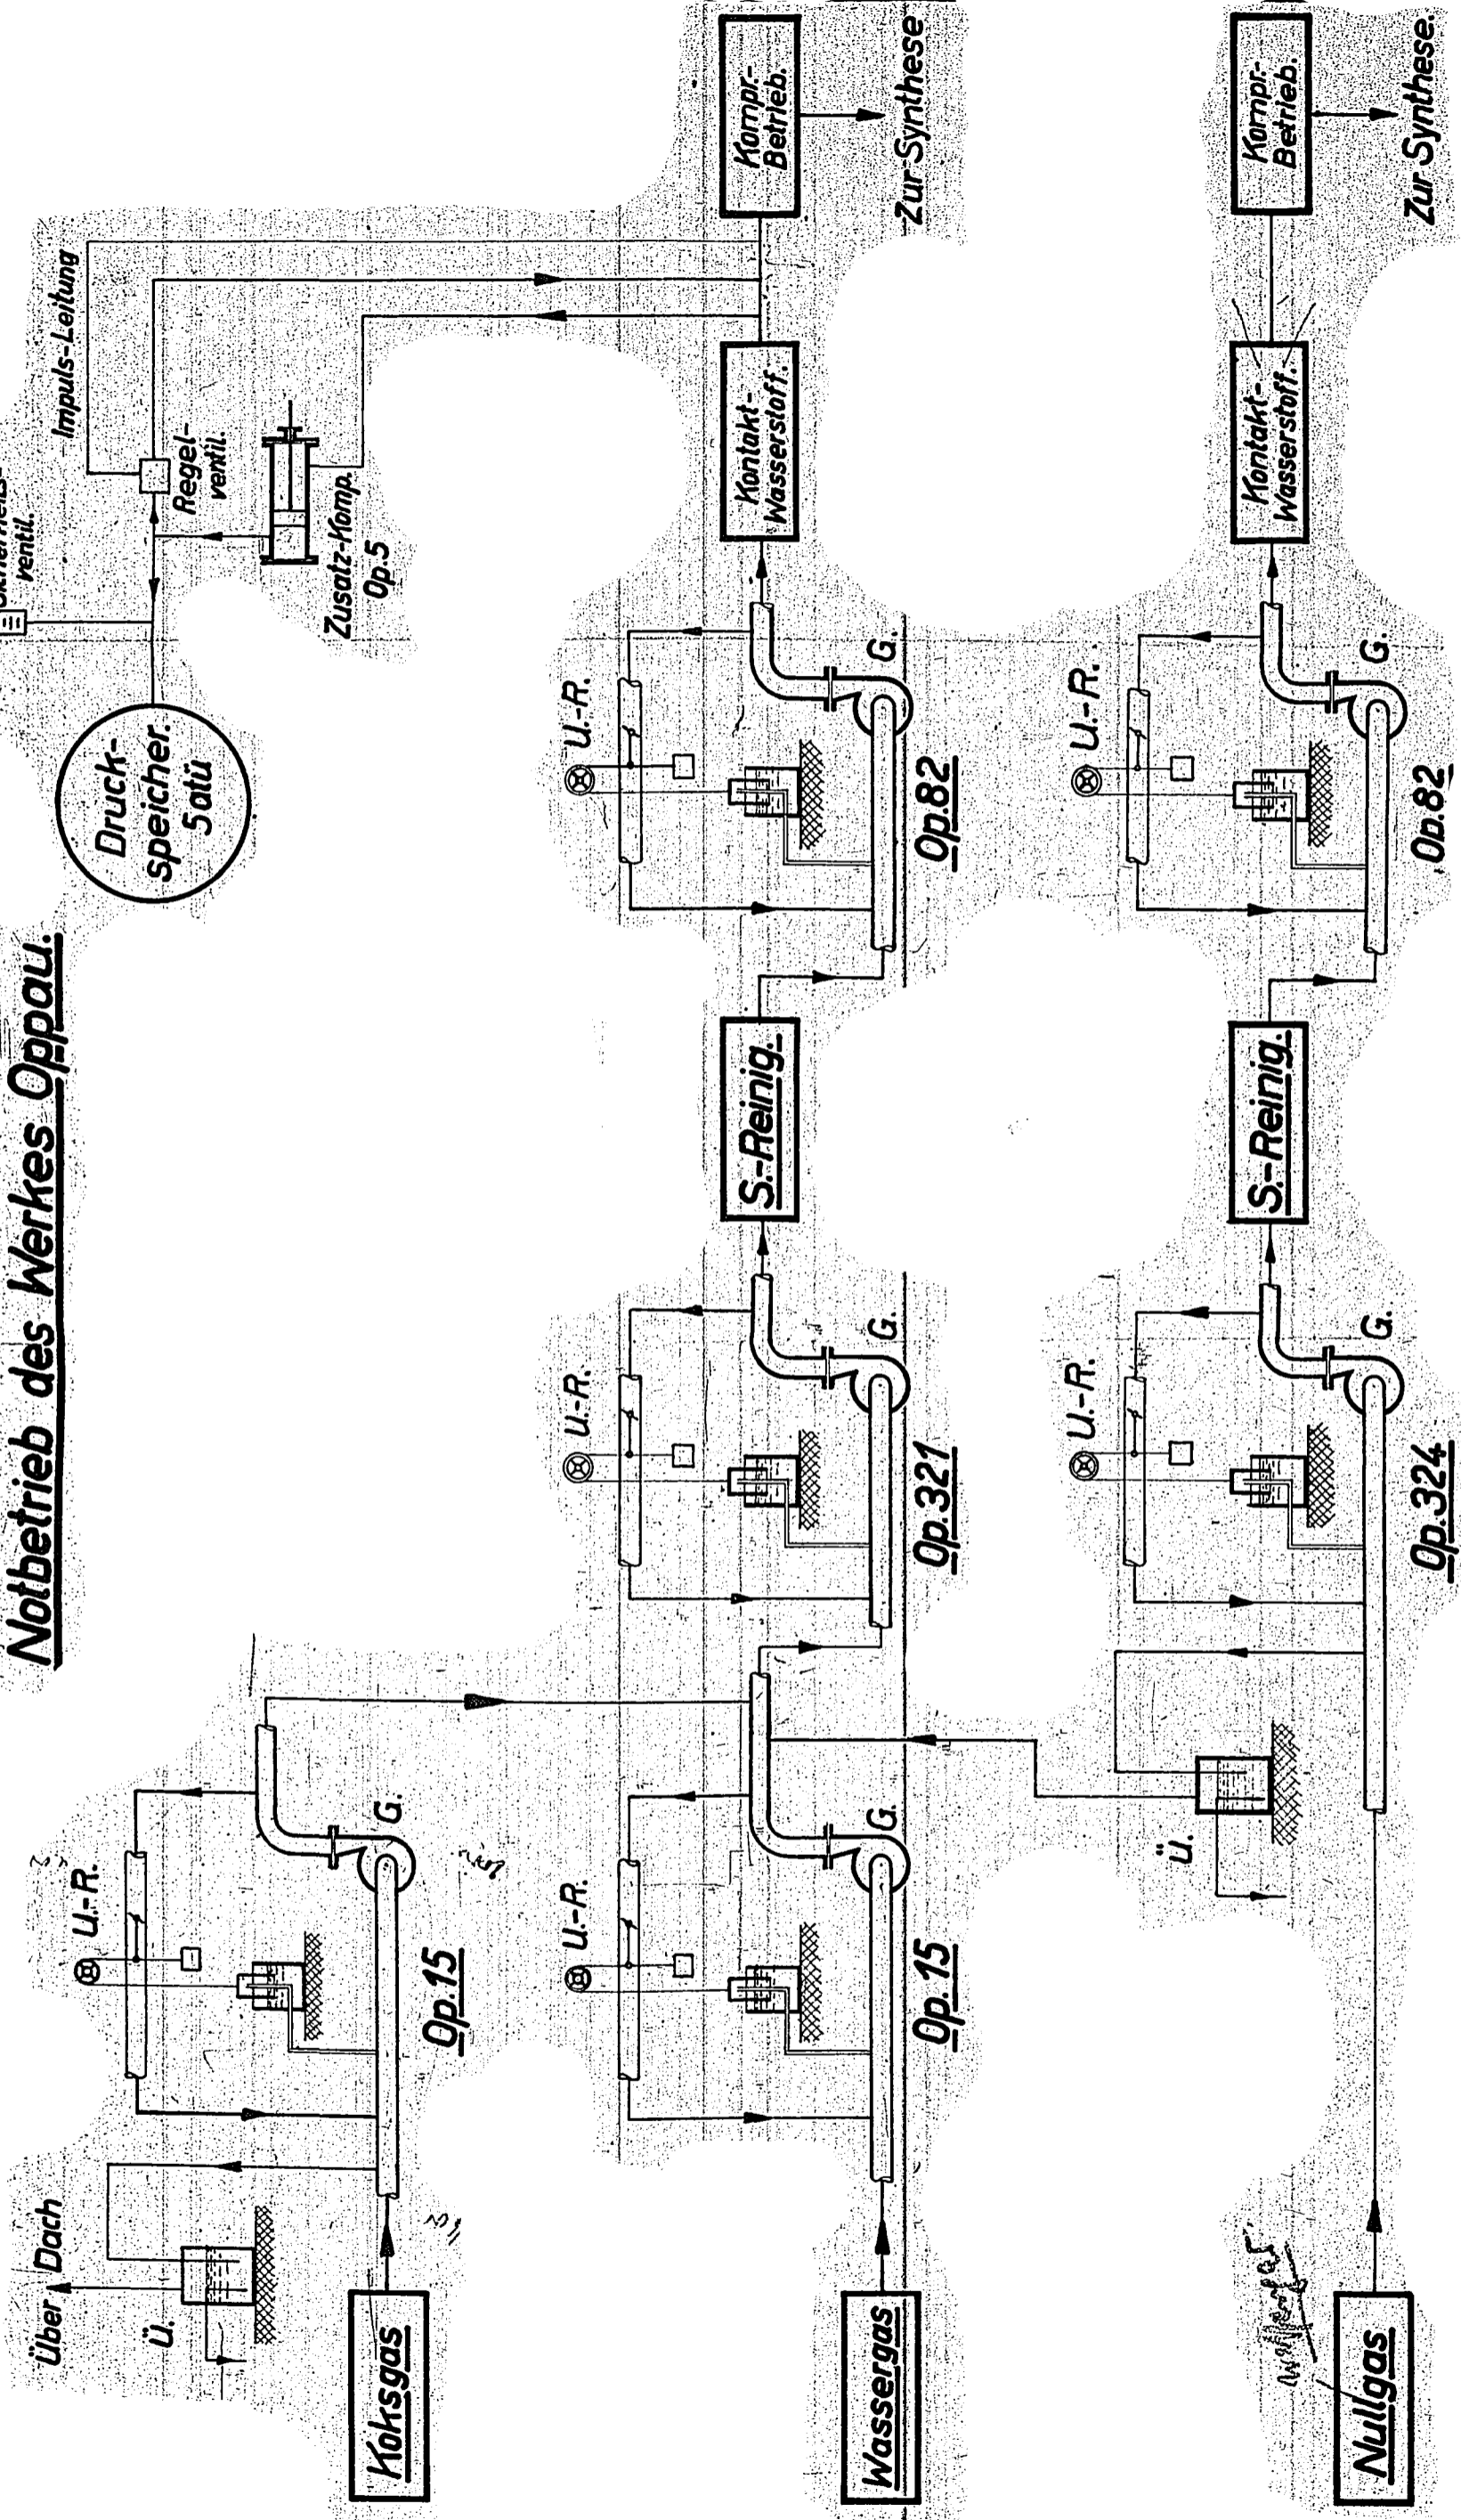 Notbetrieb des Werkes Oppau.
ventil.
Impuls-Leitung
Druck-
speicher.
5 atü
Regel-
ventil.
Zusatz-Komp.
Op.5
Über Dach
Ü.
U.-R.
G.
Koksgas
Op.15
U.-R.
U.-R.
U.-R.
G.
G.
G.
Wassergas
S.-Reinig.
Kontakt-
Wasserstoff.
Kompr.-
Betrieb.
Op.15
Op.321
Op.82
Zur Synthese
Ü.
U.-R.
U.-R.
G.
G.
Nullgas
S.-Reinig.
Kontakt-
Wasserstoff.
Kompr.-
Betrieb.
Op.324
Op.82
Zur Synthese.